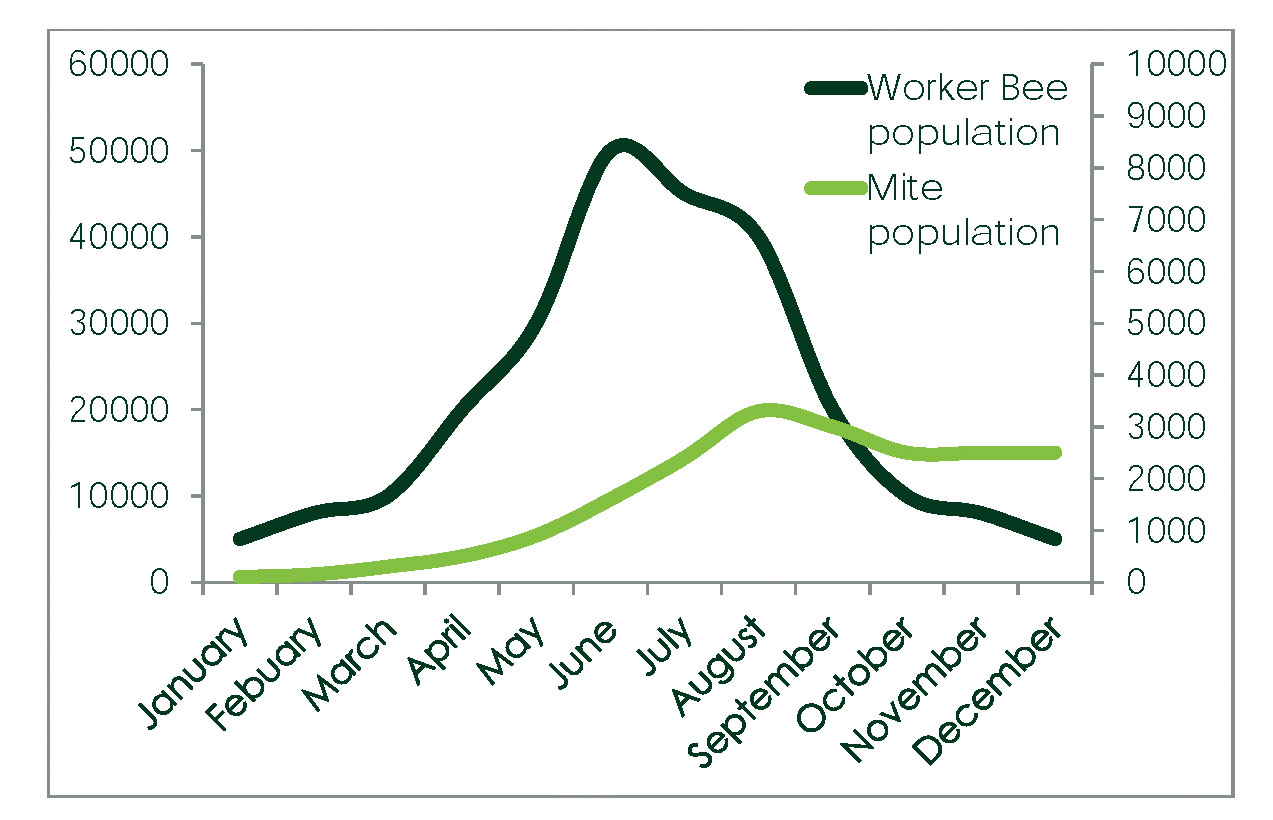 60000
50000
40000
30000
20000
10000
0
Worker Bee
population
Mite
population
10000
9000
8000
7000
6000
5000
4000
3000
2000
1000
0
January
Febuary
March
April
May
June
July
August
September
October
November
December